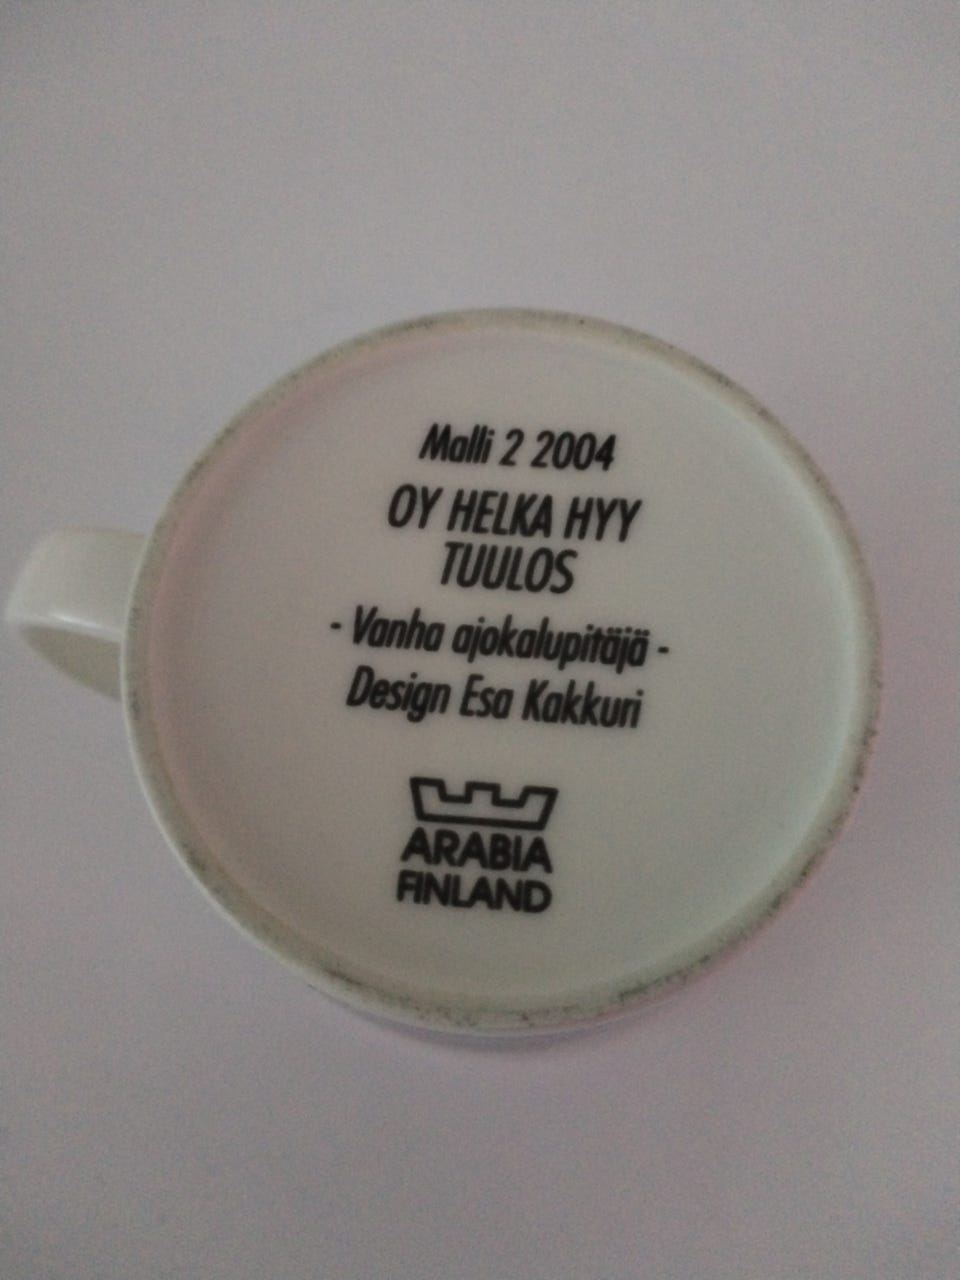 Malli 2 2004
OY HELKA HYY
TUULOS
- Vanha ajokalupitäjä -
Design Esa Kakkuri
ARABIA
FINLAND